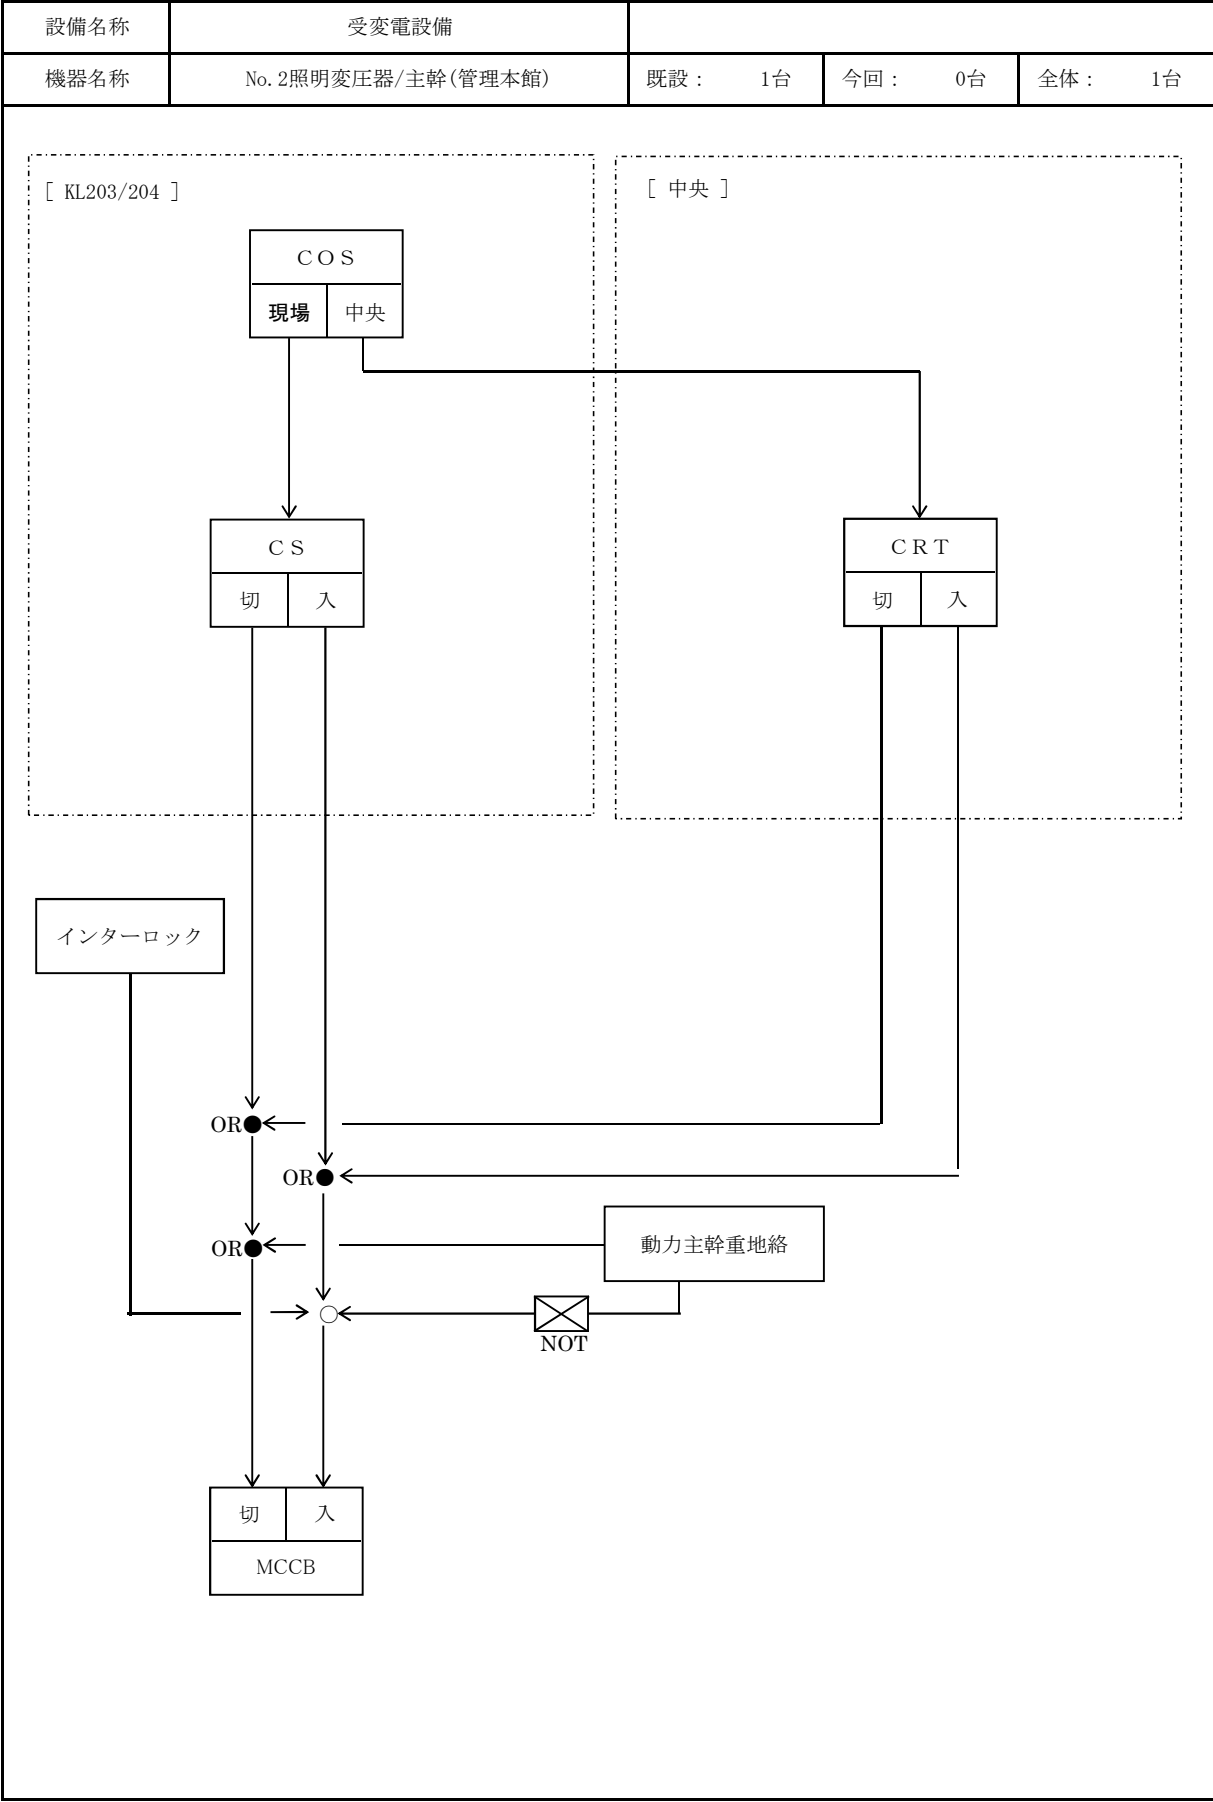 設備名称 受変電設備
機器名称 No.2照明変圧器/主幹(管理本館) 既設： 1台 今回： 0台 全体： 1台
[ KL203/204 ] [ 中央 ]
ＣＯＳ
現場 中央
ＣＳ ＣＲＴ
切 入 切 入
インターロック
OR
OR
動力主幹重地絡
OR
NOT
切 入
MCCB